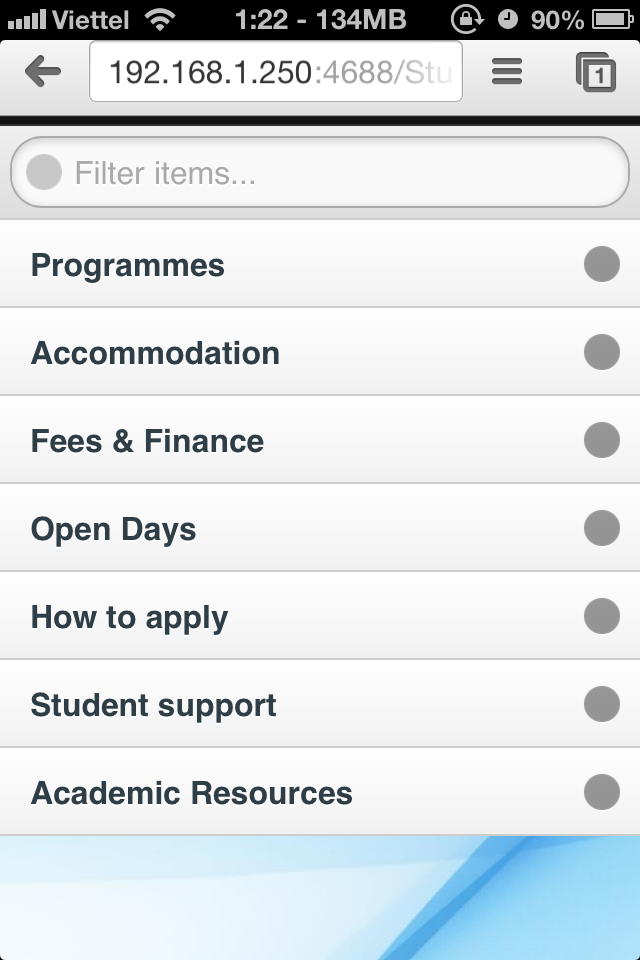 Viettel 1:22 - 134MB 90%
192.168.1.250:4688/Stu 1
Filter items...
Programmes
Accommodation
Fees & Finance
Open Days
How to apply
Student support
Academic Resources